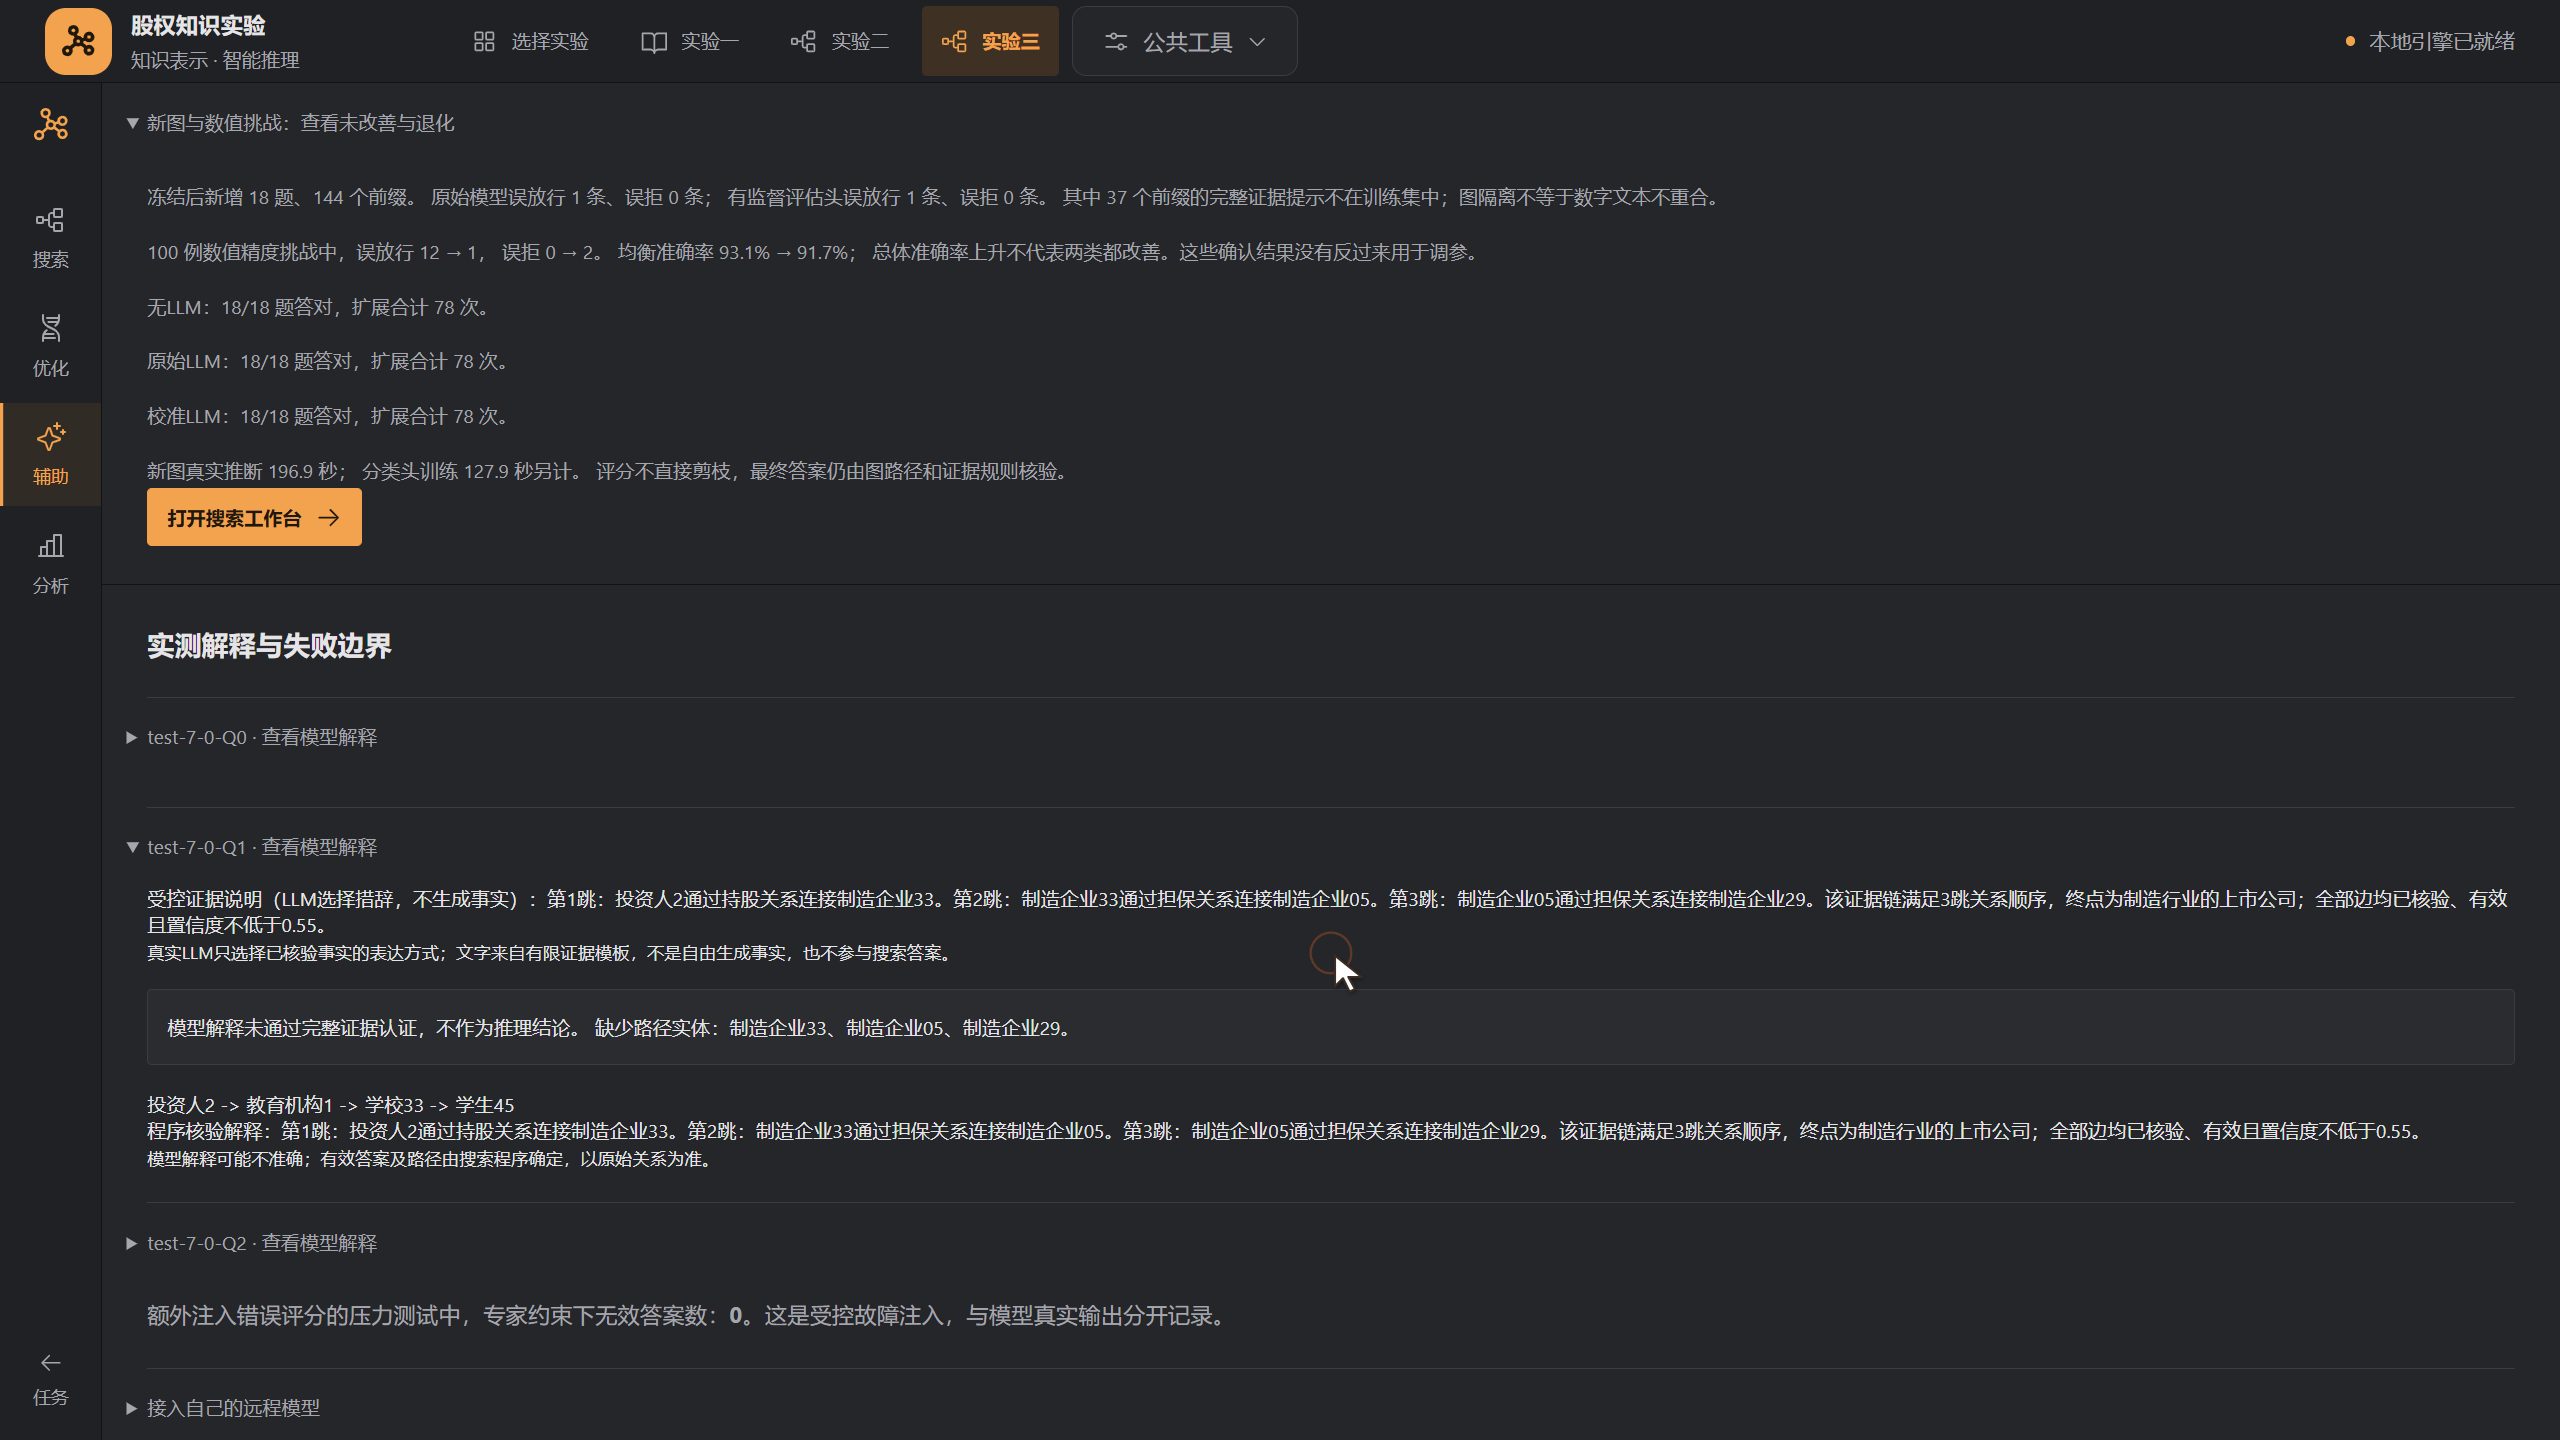 股权知识实验
知识表示 · 智能推理
选择实验
实验一
实验二
实验三
公共工具
本地引擎已就绪
搜索
优化
辅助
分析
任务
新图与数值挑战：查看未改善与退化
冻结后新增 18 题、144 个前缀。 原始模型误放行 1 条、误拒 0 条； 有监督评估头误放行 1 条、误拒 0 条。 其中 37 个前缀的完整证据提示不在训练集中；图隔离不等于数字文本不重合。
100 例数值精度挑战中，误放行 12 → 1， 误拒 0 → 2。 均衡准确率 93.1% → 91.7%； 总体准确率上升不代表两类都改善。这些确认结果没有反过来用于调参。
无LLM：18/18 题答对，扩展合计 78 次。
原始LLM：18/18 题答对，扩展合计 78 次。
校准LLM：18/18 题答对，扩展合计 78 次。
新图真实推断 196.9 秒； 分类头训练 127.9 秒另计。 评分不直接剪枝，最终答案仍由图路径和证据规则核验。
打开搜索工作台 →
实测解释与失败边界
test-7-0-Q0 · 查看模型解释
test-7-0-Q1 · 查看模型解释
受控证据说明（LLM选择措辞，不生成事实）：第1跳：投资人2通过持股关系连接制造企业33。第2跳：制造企业33通过担保关系连接制造企业05。第3跳：制造企业05通过担保关系连接制造企业29。该证据链满足3跳关系顺序，终点为制造行业的上市公司；全部边均已核验、有效
且置信度不低于0.55。
真实LLM只选择已核验事实的表达方式；文字来自有限证据模板，不是自由生成事实，也不参与搜索答案。
模型解释未通过完整证据认证，不作为推理结论。 缺少路径实体：制造企业33、制造企业05、制造企业29。
投资人2 -> 教育机构1 -> 学校33 -> 学生45
程序核验解释：第1跳：投资人2通过持股关系连接制造企业33。第2跳：制造企业33通过担保关系连接制造企业05。第3跳：制造企业05通过担保关系连接制造企业29。该证据链满足3跳关系顺序，终点为制造行业的上市公司；全部边均已核验、有效且置信度不低于0.55。
模型解释可能不准确；有效答案及路径由搜索程序确定，以原始关系为准。
test-7-0-Q2 · 查看模型解释
额外注入错误评分的压力测试中，专家约束下无效答案数：0。这是受控故障注入，与模型真实输出分开记录。
接入自己的远程模型